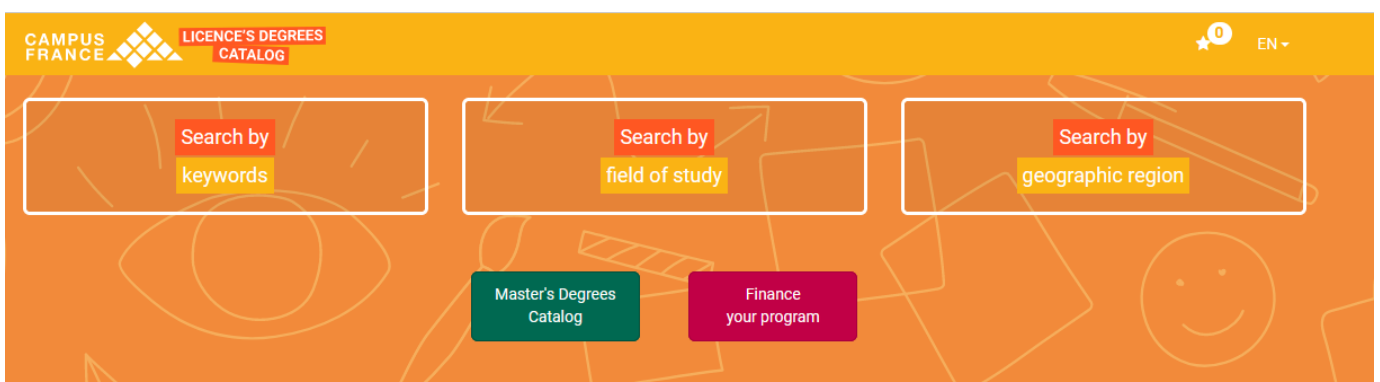 CAMPUS
FRANCE
LICENCE'S DEGREES
CATALOG
0
EN
Search by
keywords
Search by
field of study
Search by
geographic region
Master's Degrees
Catalog
Finance
your program